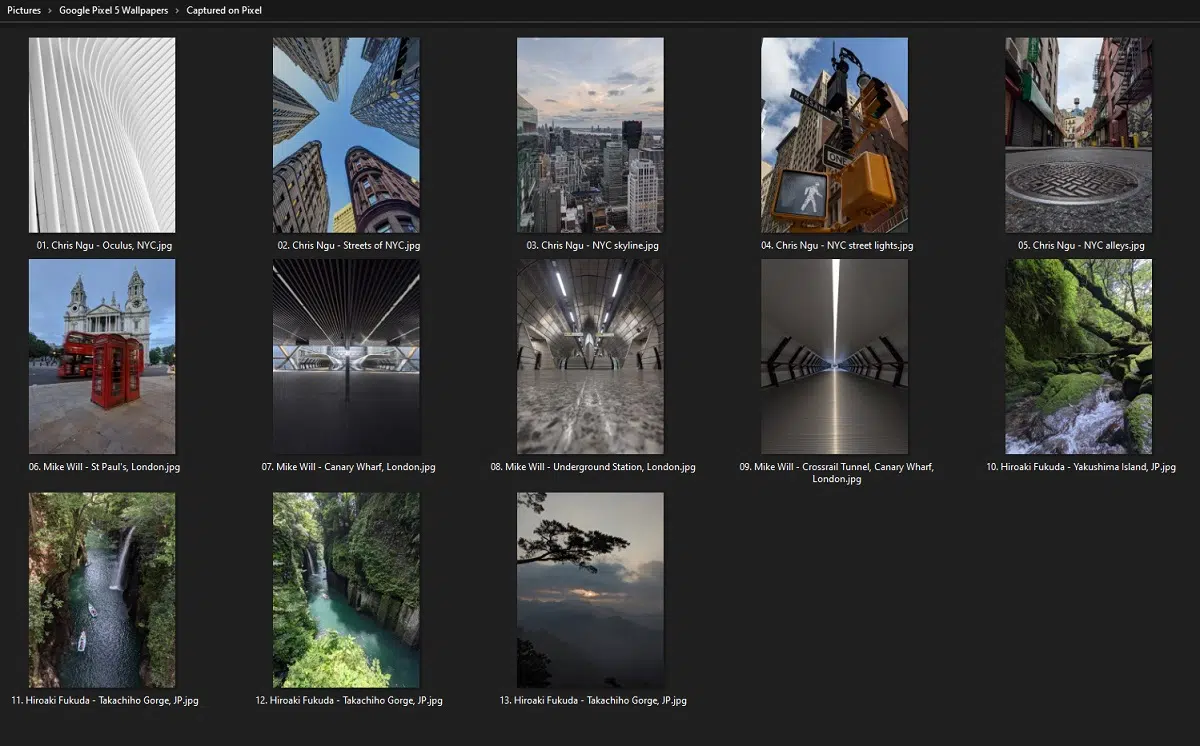 Pictures > Google Pixel 5 Wallpapers > Captured on Pixel
01. Chris Ngu - Oculus, NYC.jpg
02. Chris Ngu - Streets of NYC.jpg
03. Chris Ngu - NYC skyline.jpg
04. Chris Ngu - NYC street lights.jpg
05. Chris Ngu - NYC alleys.jpg
06. Mike Will - St Paul's, London.jpg
07. Mike Will - Canary Wharf, London.jpg
08. Mike Will - Underground Station, London.jpg
09. Mike Will - Crossrail Tunnel, Canary Wharf,
London.jpg
10. Hiroaki Fukuda - Yakushima Island, JP.jpg
11. Hiroaki Fukuda - Takachiho Gorge, JP.jpg
12. Hiroaki Fukuda - Takachiho Gorge, JP.jpg
13. Hiroaki Fukuda - Takachiho Gorge, JP.jpg